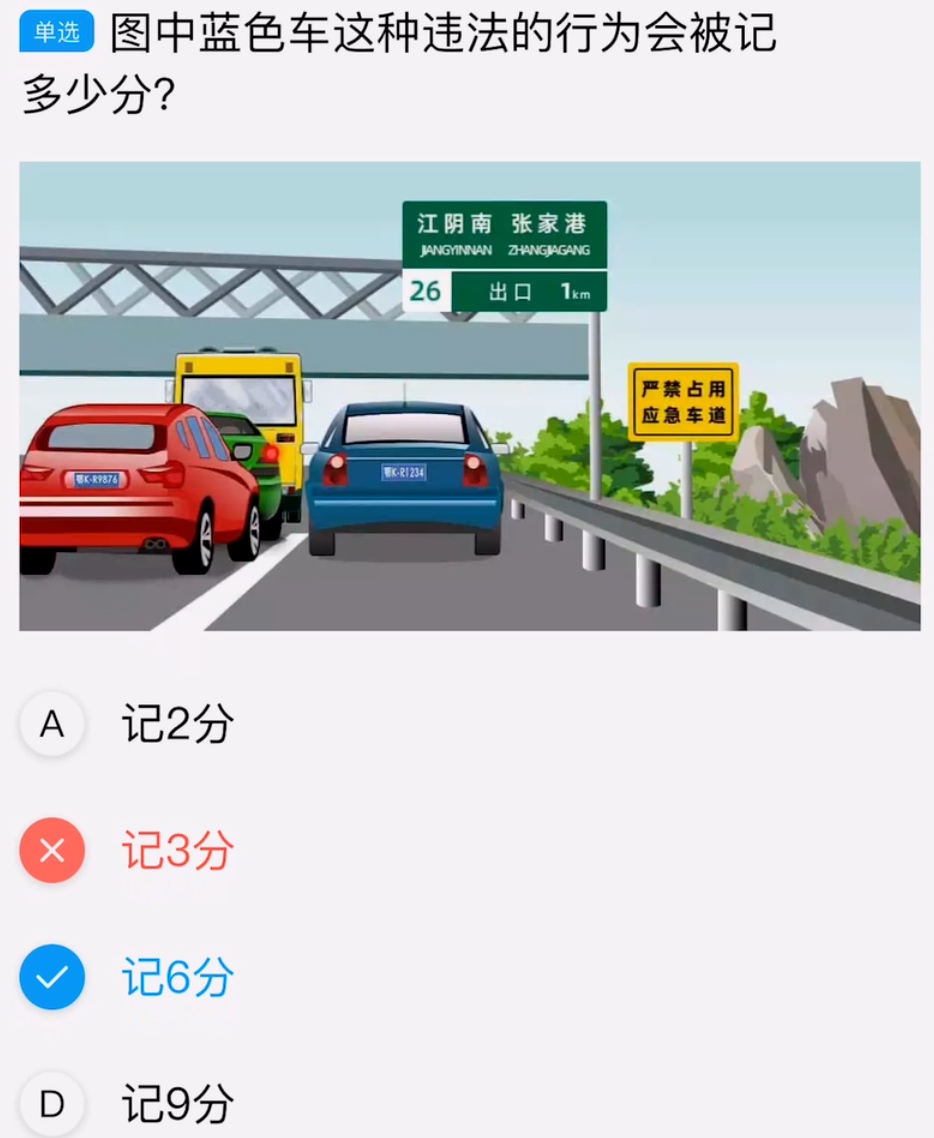 单选 图中蓝色车这种违法的行为会被记
多少分?
江阴南 张家港
JIANGYINNAN ZHANGJIAGANG
26 出口 1km
严禁占用
应急车道
鄂K-R9876
鄂K-R1234
A 记2分
记3分
记6分
D 记9分